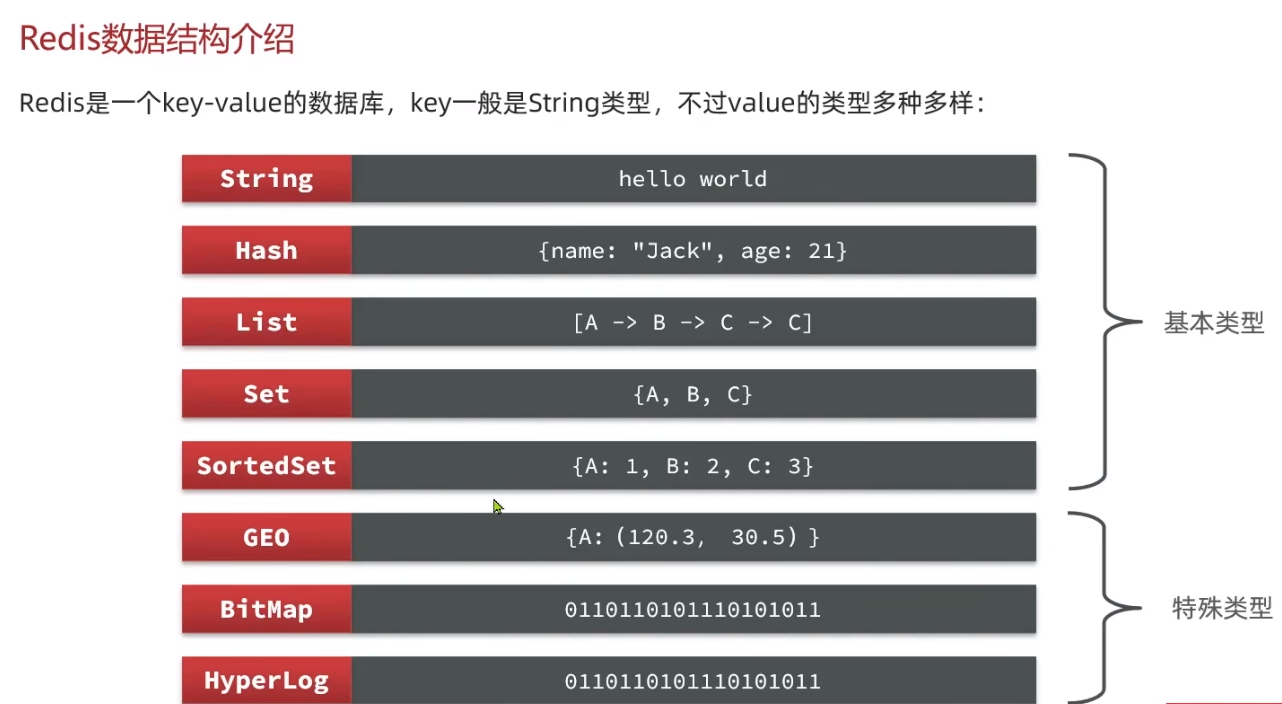 Redis数据结构介绍
Redis是一个key-value的数据库，key一般是String类型，不过value的类型多种多样：
String hello world
Hash {name: "Jack", age: 21}
List [A -> B -> C -> C]
Set {A, B, C}
SortedSet {A: 1, B: 2, C: 3}
基本类型
GEO {A:（120.3, 30.5）}
BitMap 0110110101110101011
HyperLog 0110110101110101011
特殊类型